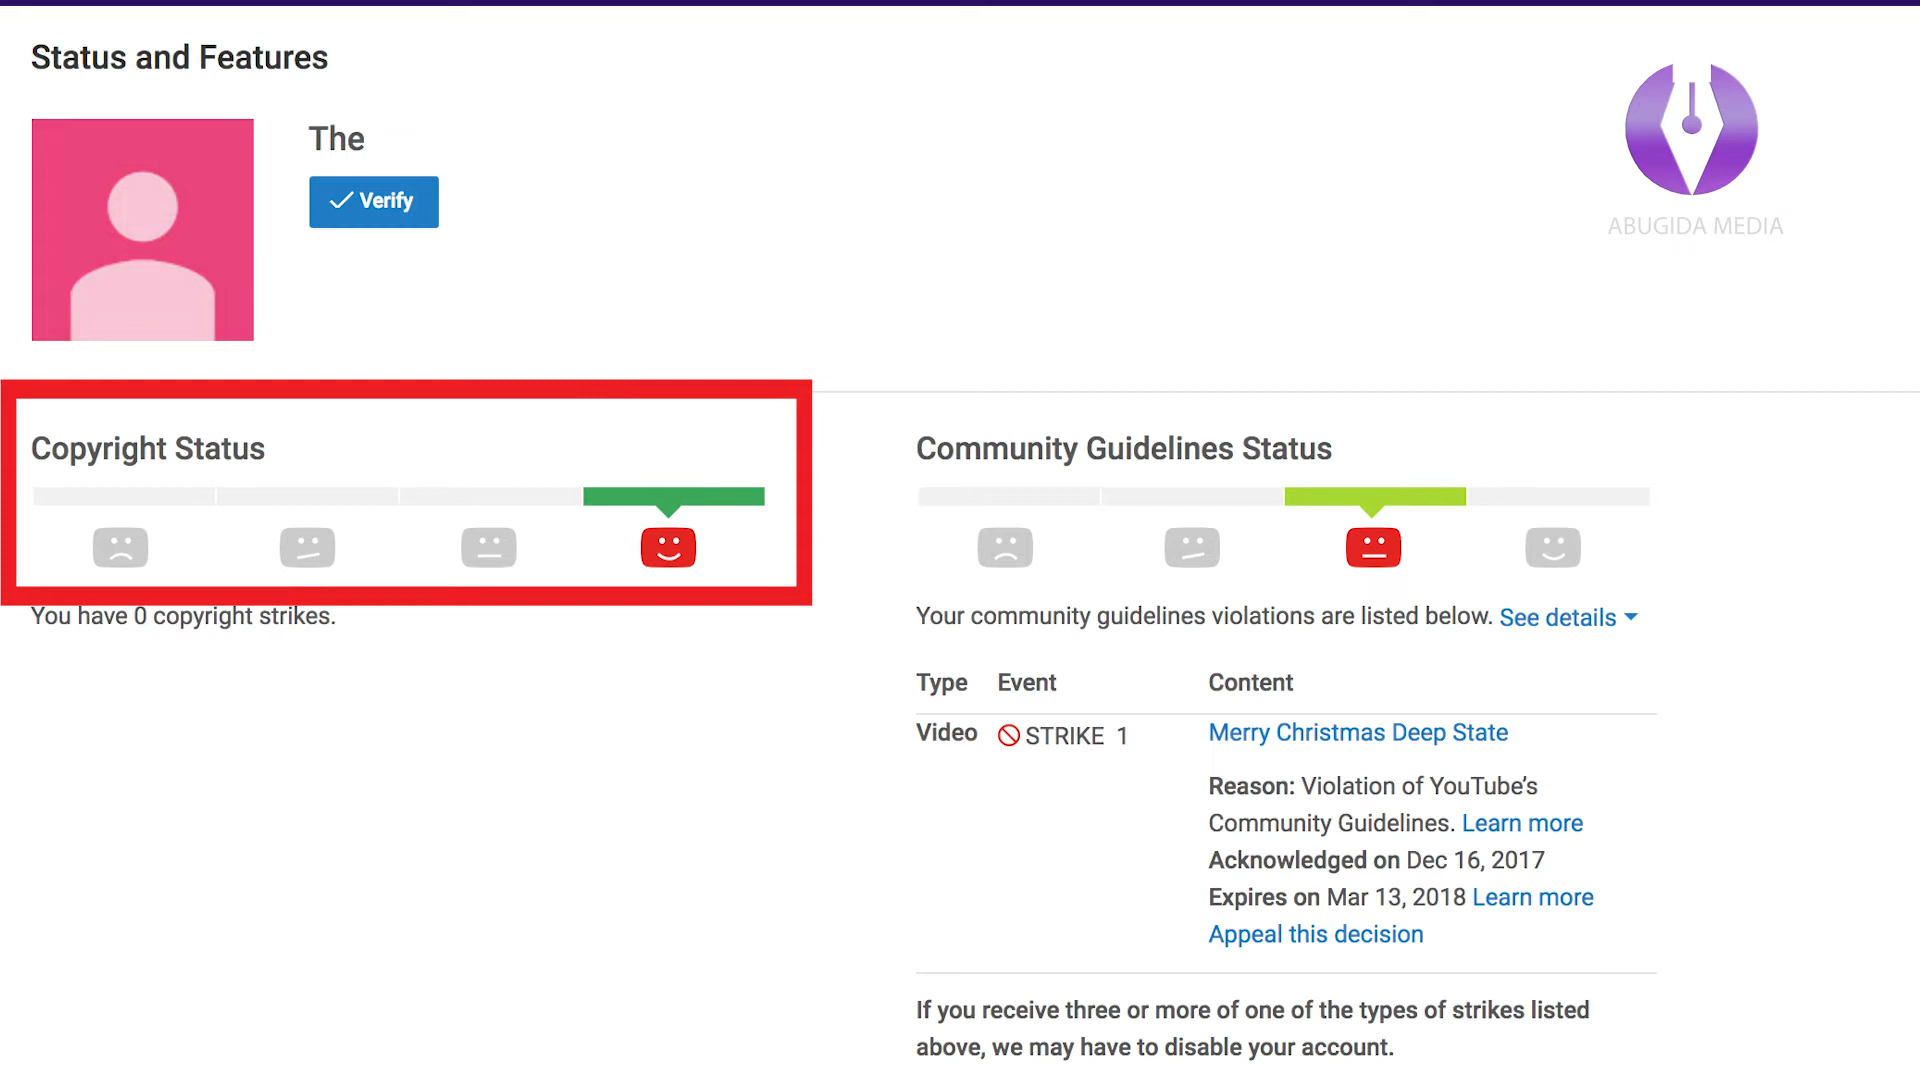 Status and Features
The
Verify
ABUGIDA MEDIA
Copyright Status
You have 0 copyright strikes.
Community Guidelines Status
Your community guidelines violations are listed below. See details
Type Event Content
Video STRIKE 1 Merry Christmas Deep State
Reason: Violation of YouTube’s
Community Guidelines. Learn more
Acknowledged on Dec 16, 2017
Expires on Mar 13, 2018 Learn more
Appeal this decision
If you receive three or more of one of the types of strikes listed
above, we may have to disable your account.